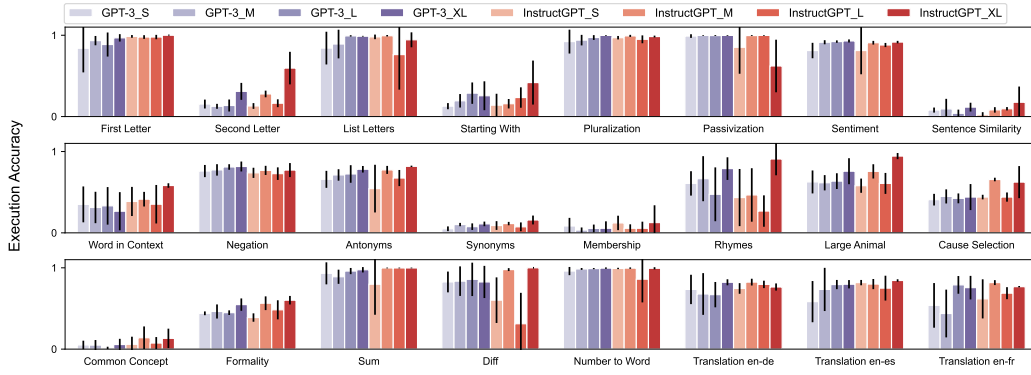 GPT-3_S GPT-3_M GPT-3_L GPT-3_XL InstructGPT_S InstructGPT_M InstructGPT_L InstructGPT_XL
Execution Accuracy
1
0
First Letter Second Letter List Letters Starting With Pluralization Passivization Sentiment Sentence Similarity
1
0
Word in Context Negation Antonyms Synonyms Membership Rhymes Large Animal Cause Selection
1
0
Common Concept Formality Sum Diff Number to Word Translation en-de Translation en-es Translation en-fr